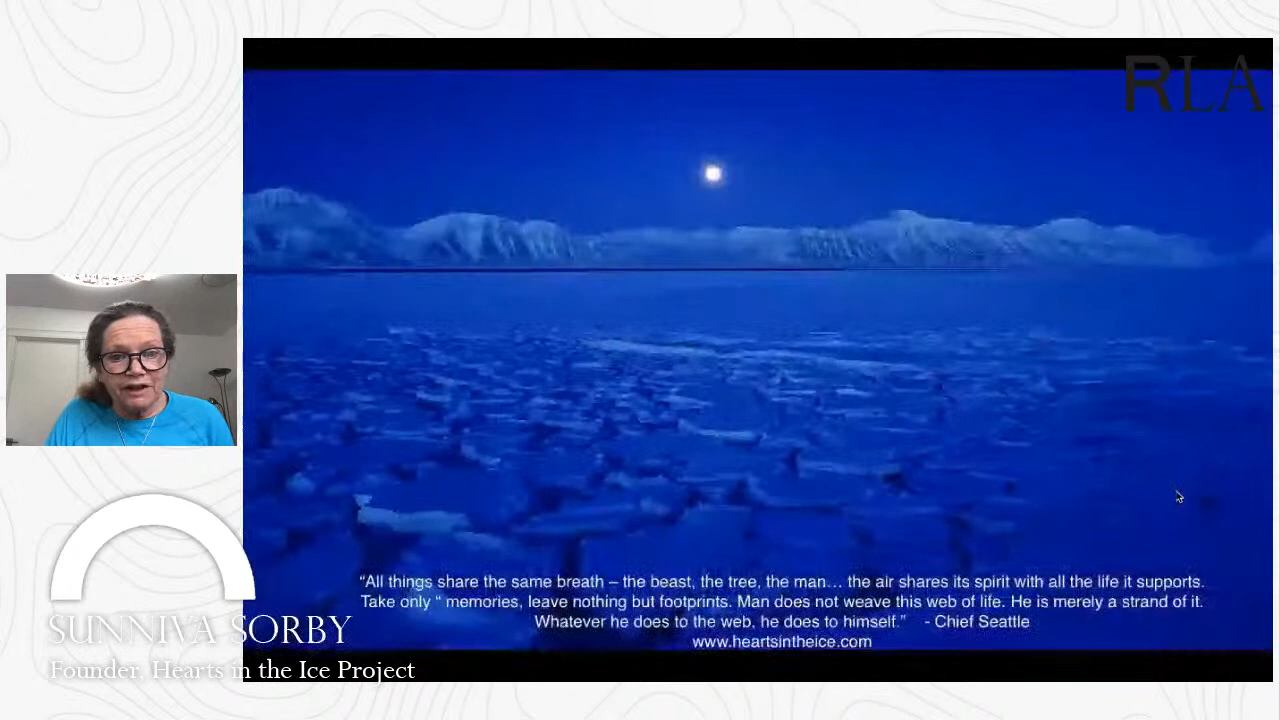 RLA
“All things share the same breath – the beast, the tree, the man… the air shares its spirit with all the life it supports.
Take only “ memories, leave nothing but footprints. Man does not weave this web of life. He is merely a strand of it.
Whatever he does to the web, he does to himself.” - Chief Seattle
www.heartsintheice.com
SUNNIVA SORBY
Founder, Hearts in the Ice Project